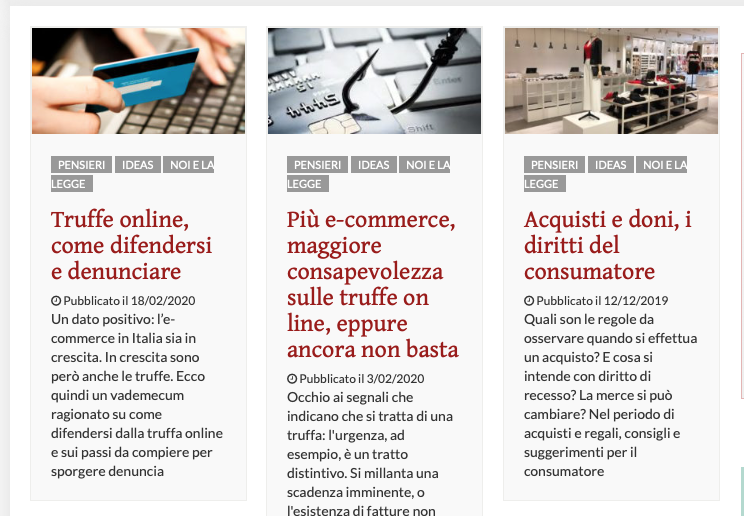 PENSIERI IDEAS NOI E LA
LEGGE
Truffe online,
come difendersi
e denunciare
Pubblicato il 18/02/2020
Un dato positivo: l'e-
commerce in Italia sia in
crescita. In crescita sono
però anche le truffe. Ecco
quindi un vademecum
ragionato su come
difendersi dalla truffa online
e sui passi da compiere per
sporgere denuncia
Shift
PENSIERI IDEAS NOI E LA
LEGGE
Più e-commerce,
maggiore
consapevolezza
sulle truffe on
line, eppure
ancora non basta
Pubblicato il 3/02/2020
Occhio ai segnali che
indicano che si tratta di una
truffa: l'urgenza, ad
esempio, è un tratto
distintivo. Si millanta una
scadenza imminente, o
l'esistenza di fatture non
PENSIERI IDEAS NOI E LA
LEGGE
Acquisti e doni, i
diritti del
consumatore
Pubblicato il 12/12/2019
Quali son le regole da
osservare quando si effettua
un acquisto? E cosa si
intende con diritto di
recesso? La merce si può
cambiare? Nel periodo di
acquisti e regali, consigli e
suggerimenti per il
consumatore